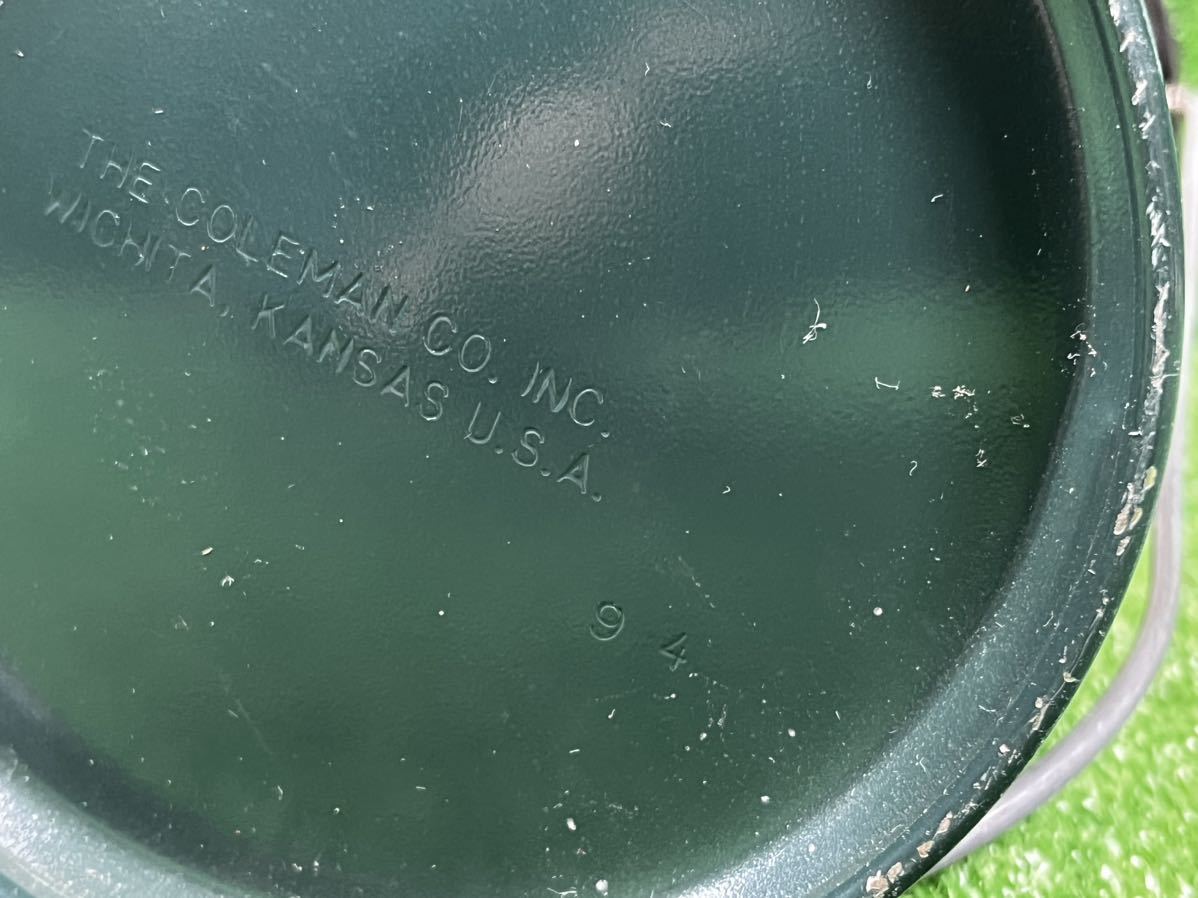 THE COLEMAN CO. INC.
WICHITA, KANSAS U.S.A.
9 4